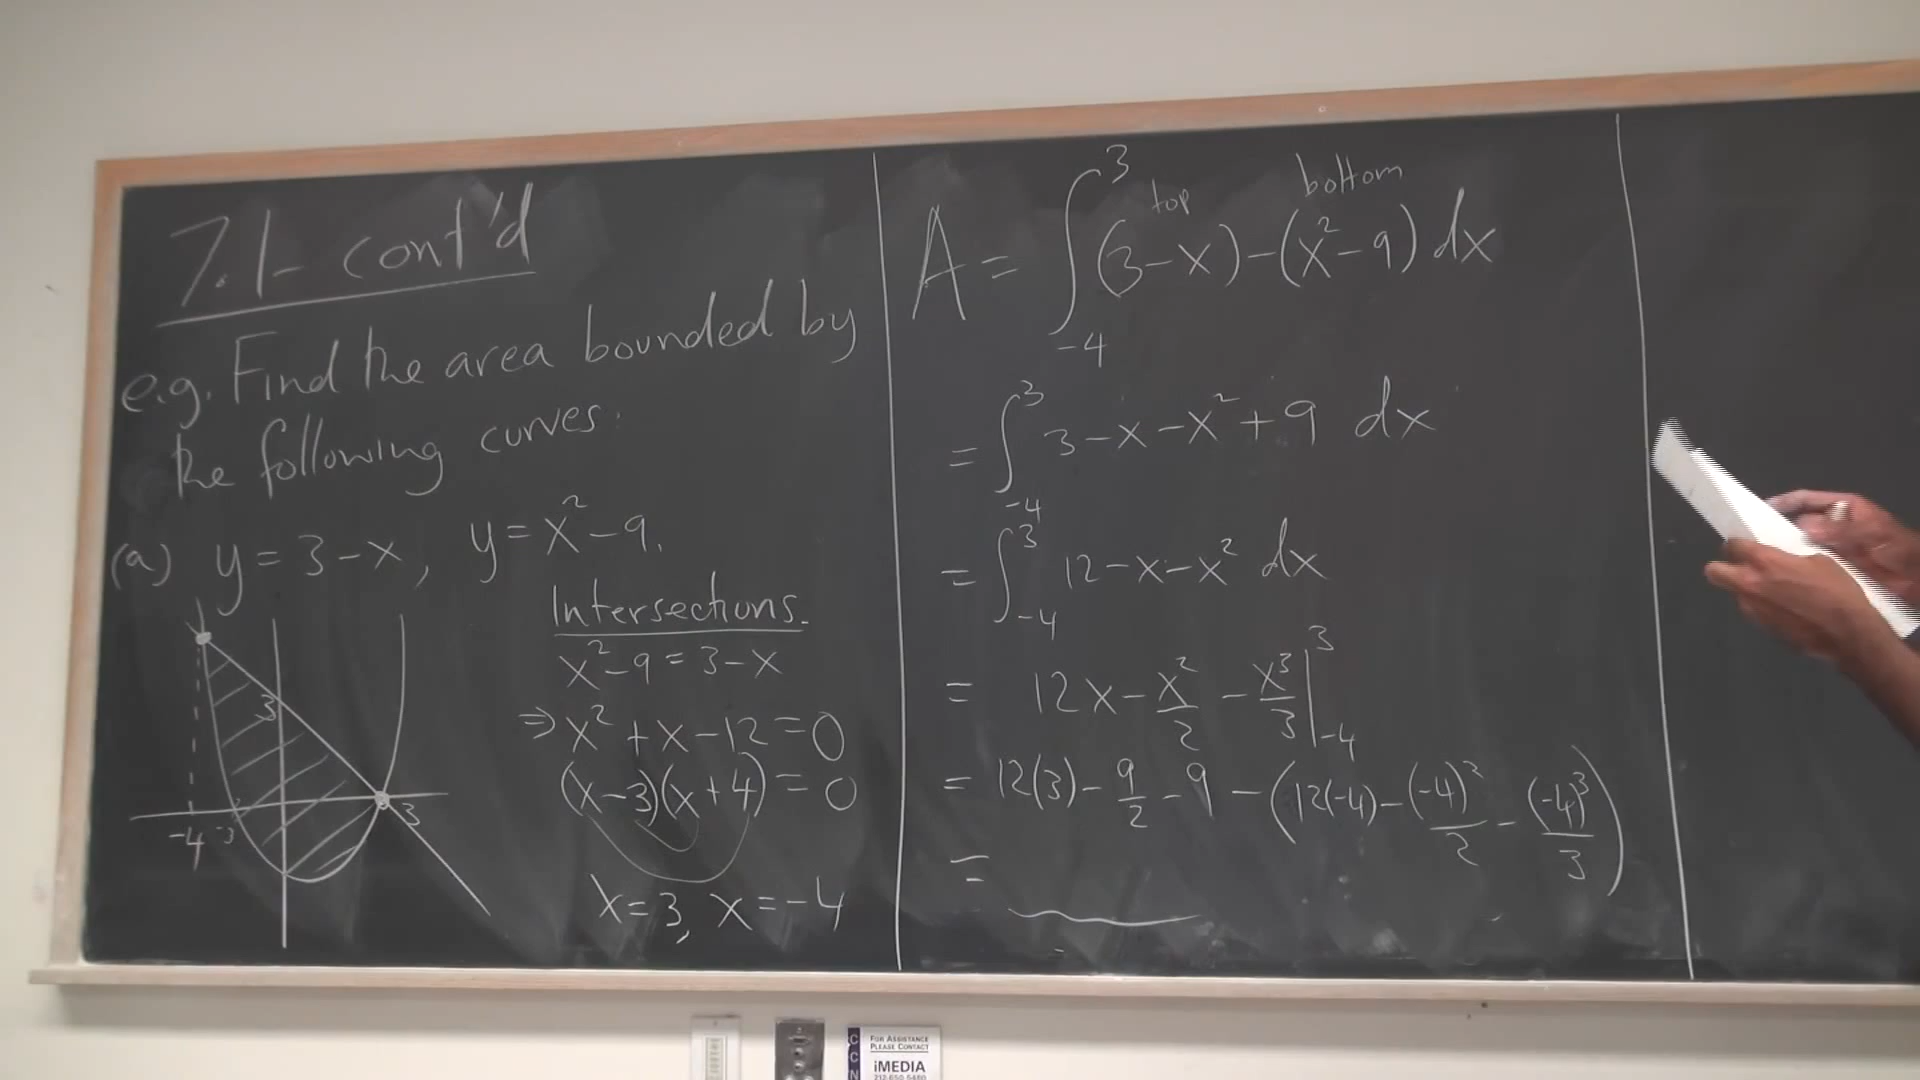 7.1 - cont'd
e.g. Find the area bounded by
the following curves:
(a) y = 3 - x, y = x² - 9.
Intersections.
x² - 9 = 3 - x
⇒ x² + x - 12 = 0
(x - 3)(x + 4) = 0
x = 3, x = -4
3
-4 -3 3
top bottom
A = ∫_{-4}^{3} (3 - x) - (x² - 9) dx
= ∫_{-4}^{3} 3 - x - x² + 9 dx
= ∫_{-4}^{3} 12 - x - x² dx
= 12x - x²/2 - x³/3 |_{-4}^{3}
= 12(3) - 9/2 - 9 - (12(-4) - (-4)²/2 - (-4)³/3)
=
FOR ASSISTANCE
PLEASE CONTACT
iMEDIA
212-650-5480
C
C
N